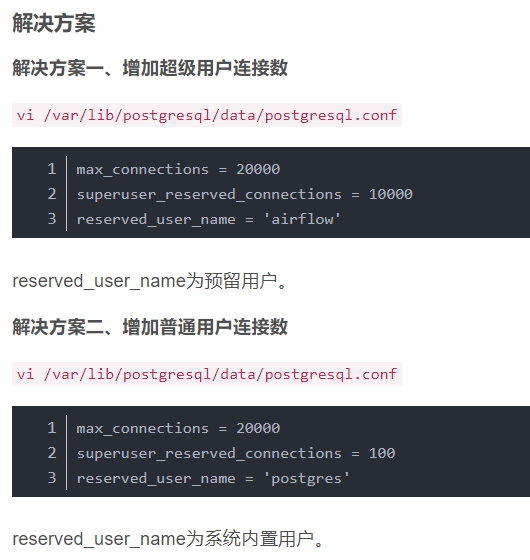 解决方案
解决方案一、增加超级用户连接数
vi /var/lib/postgresql/data/postgresql.conf
1 max_connections = 20000
2 superuser_reserved_connections = 10000
3 reserved_user_name = 'airflow'
reserved_user_name为预留用户。
解决方案二、增加普通用户连接数
vi /var/lib/postgresql/data/postgresql.conf
1 max_connections = 20000
2 superuser_reserved_connections = 100
3 reserved_user_name = 'postgres'
reserved_user_name为系统内置用户。